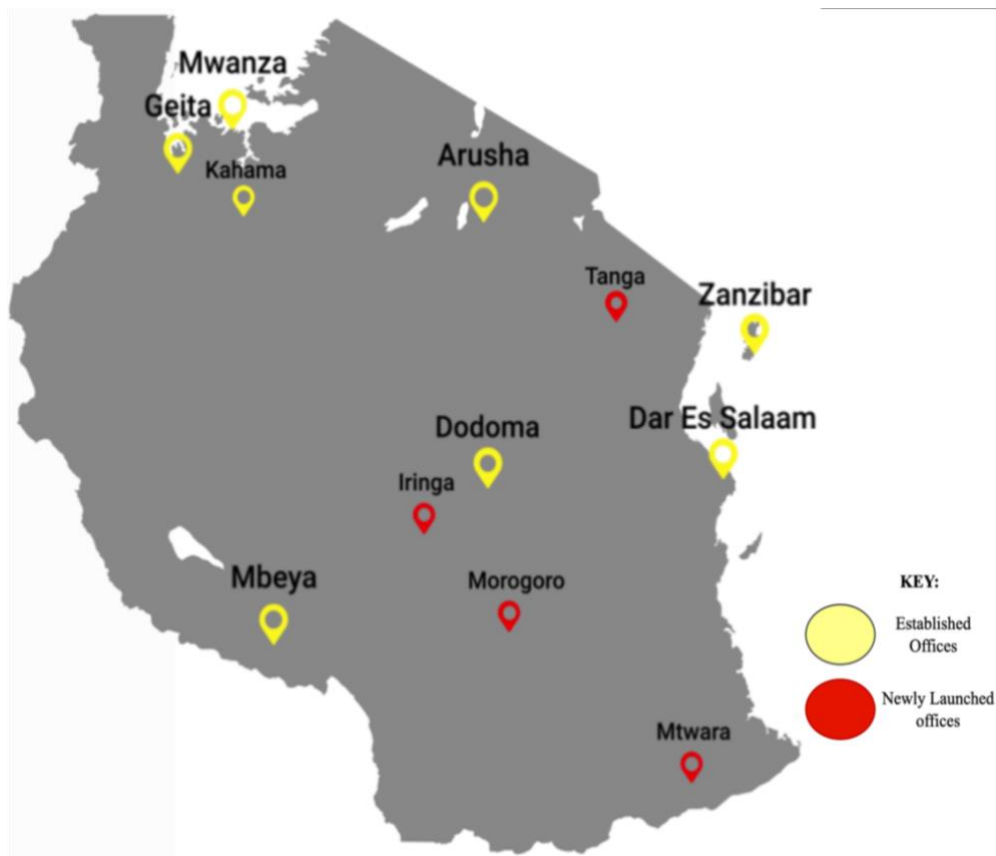 Mwanza
Geita
Kahama
Arusha
Tanga
Zanzibar
Dar Es Salaam
Dodoma
Iringa
Mbeya
Morogoro
Mtwara
KEY:
Established
Offices
Newly Launched
offices